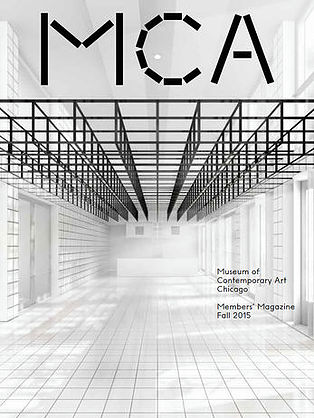 MCA
Museum of
Contemporary Art
Chicago
Members' Magazine
Fall 2015